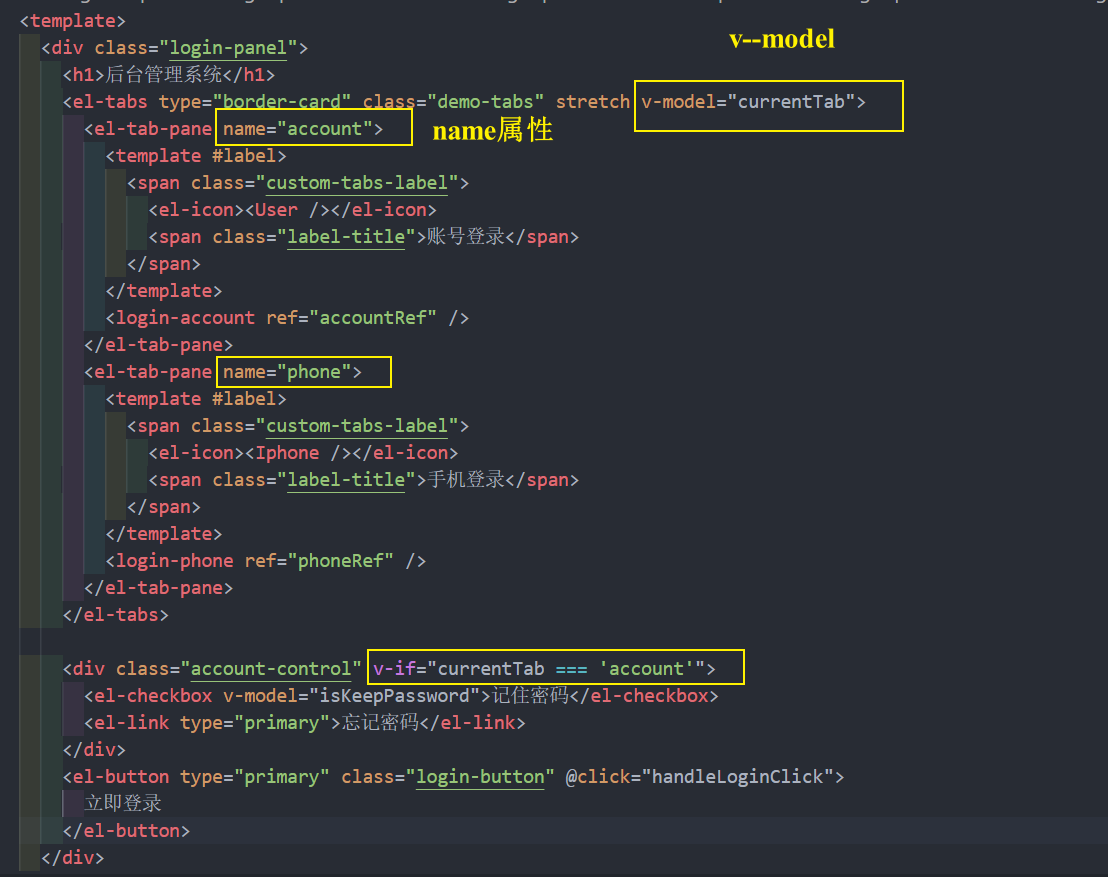 <template>
<div class="login-panel">
v--model
<h1>后台管理系统</h1>
<el-tabs type="border-card" class="demo-tabs" stretch v-model="currentTab">
<el-tab-pane name="account">
name属性
<template #label>
<span class="custom-tabs-label">
<el-icon><User /></el-icon>
<span class="label-title">账号登录</span>
</span>
</template>
<login-account ref="accountRef" />
</el-tab-pane>
<el-tab-pane name="phone">
<template #label>
<span class="custom-tabs-label">
<el-icon><Iphone /></el-icon>
<span class="label-title">手机登录</span>
</span>
</template>
<login-phone ref="phoneRef" />
</el-tab-pane>
</el-tabs>
<div class="account-control" v-if="currentTab === 'account'">
<el-checkbox v-model="isKeepPassword">记住密码</el-checkbox>
<el-link type="primary">忘记密码</el-link>
</div>
<el-button type="primary" class="login-button" @click="handleLoginClick">
立即登录
</el-button>
</div>